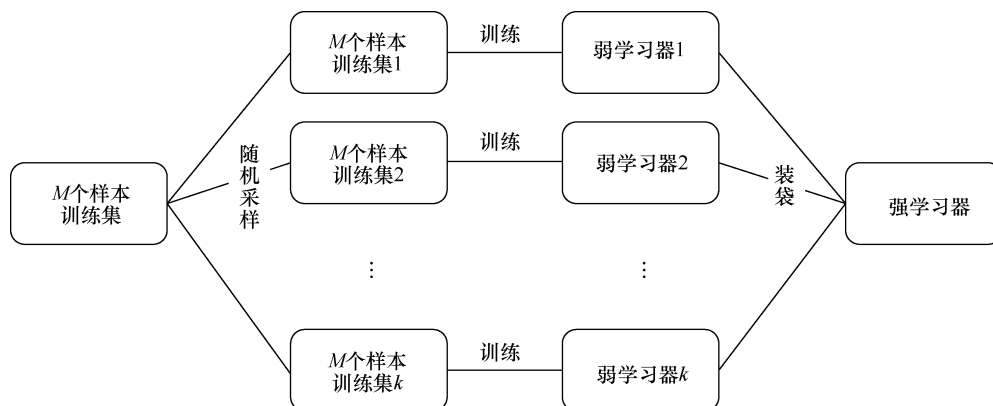 M个样本
训练集1
训练
弱学习器1
M个样本
训练集2
训练
弱学习器2
随机采样
装袋
M个样本
训练集
强学习器
⋮
⋮
M个样本
训练集k
训练
弱学习器k